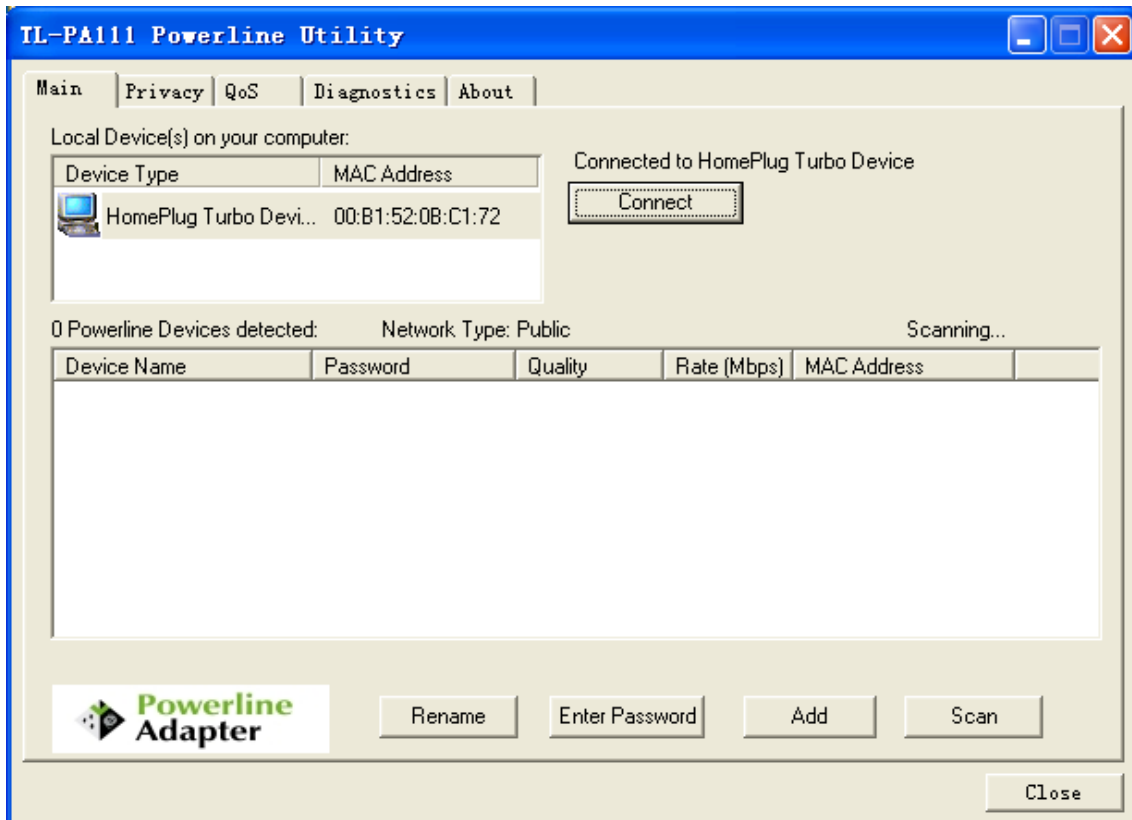 TL-PA111 Powerline Utility
Main Privacy QoS Diagnostics About
Local Device(s) on your computer:
Connected to HomePlug Turbo Device
Device Type MAC Address
Connect
HomePlug Turbo Devi... 00:B1:52:0B:C1:72
0 Powerline Devices detected: Network Type: Public Scanning...
Device Name Password Quality Rate (Mbps) MAC Address
Powerline
Adapter
Rename Enter Password Add Scan
Close